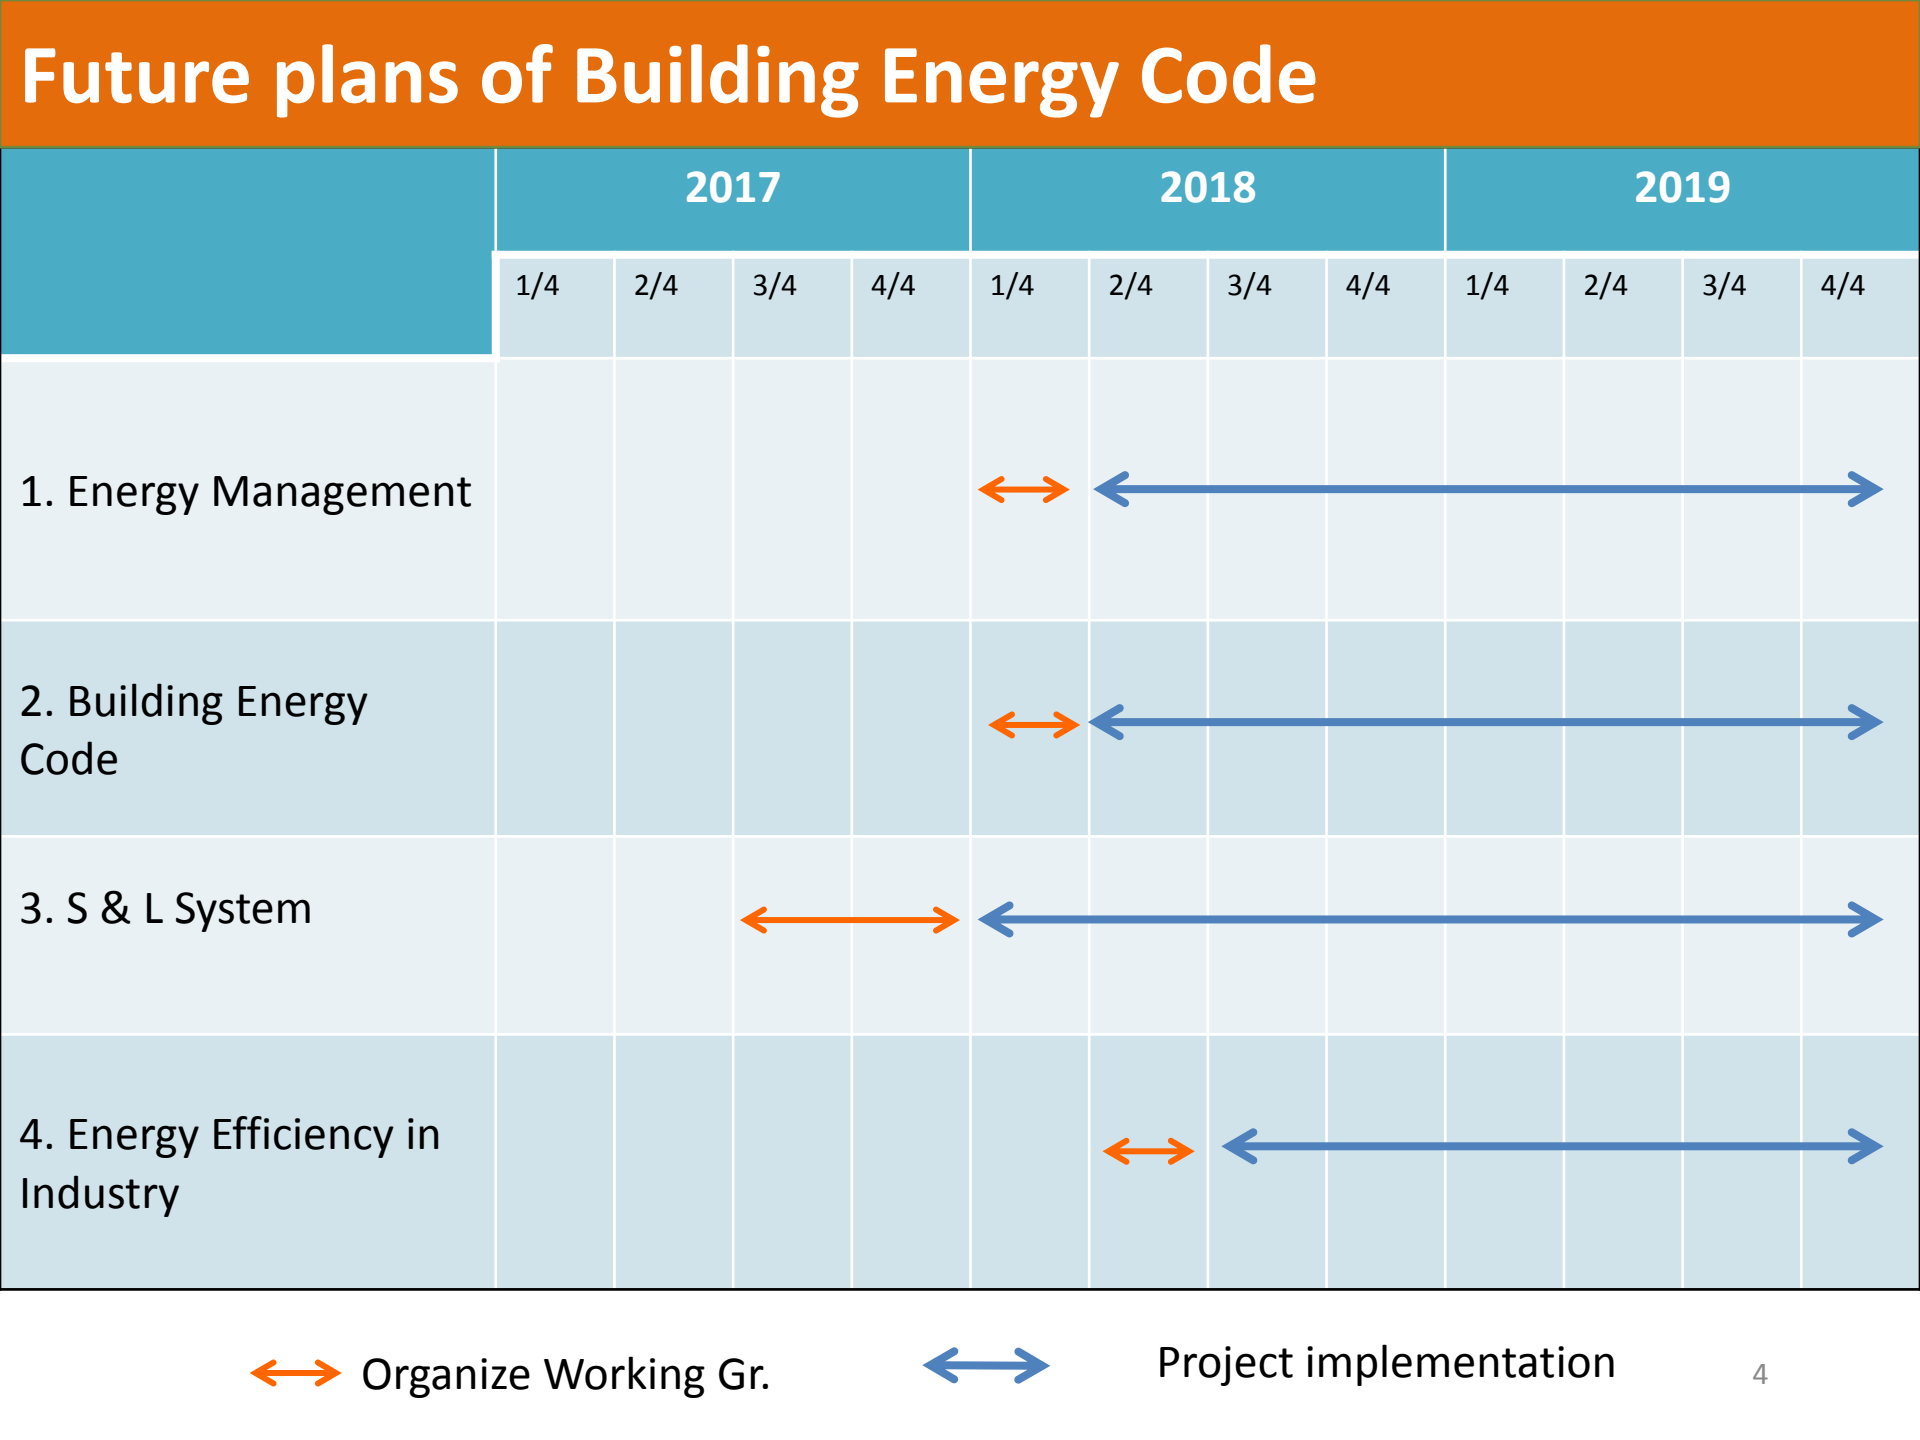 Future plans of Building Energy Code
2017 2018 2019
1/4 2/4 3/4 4/4 1/4 2/4 3/4 4/4 1/4 2/4 3/4 4/4
1. Energy Management
2. Building Energy
Code
3. S & L System
4. Energy Efficiency in
Industry
Organize Working Gr.
Project implementation
4